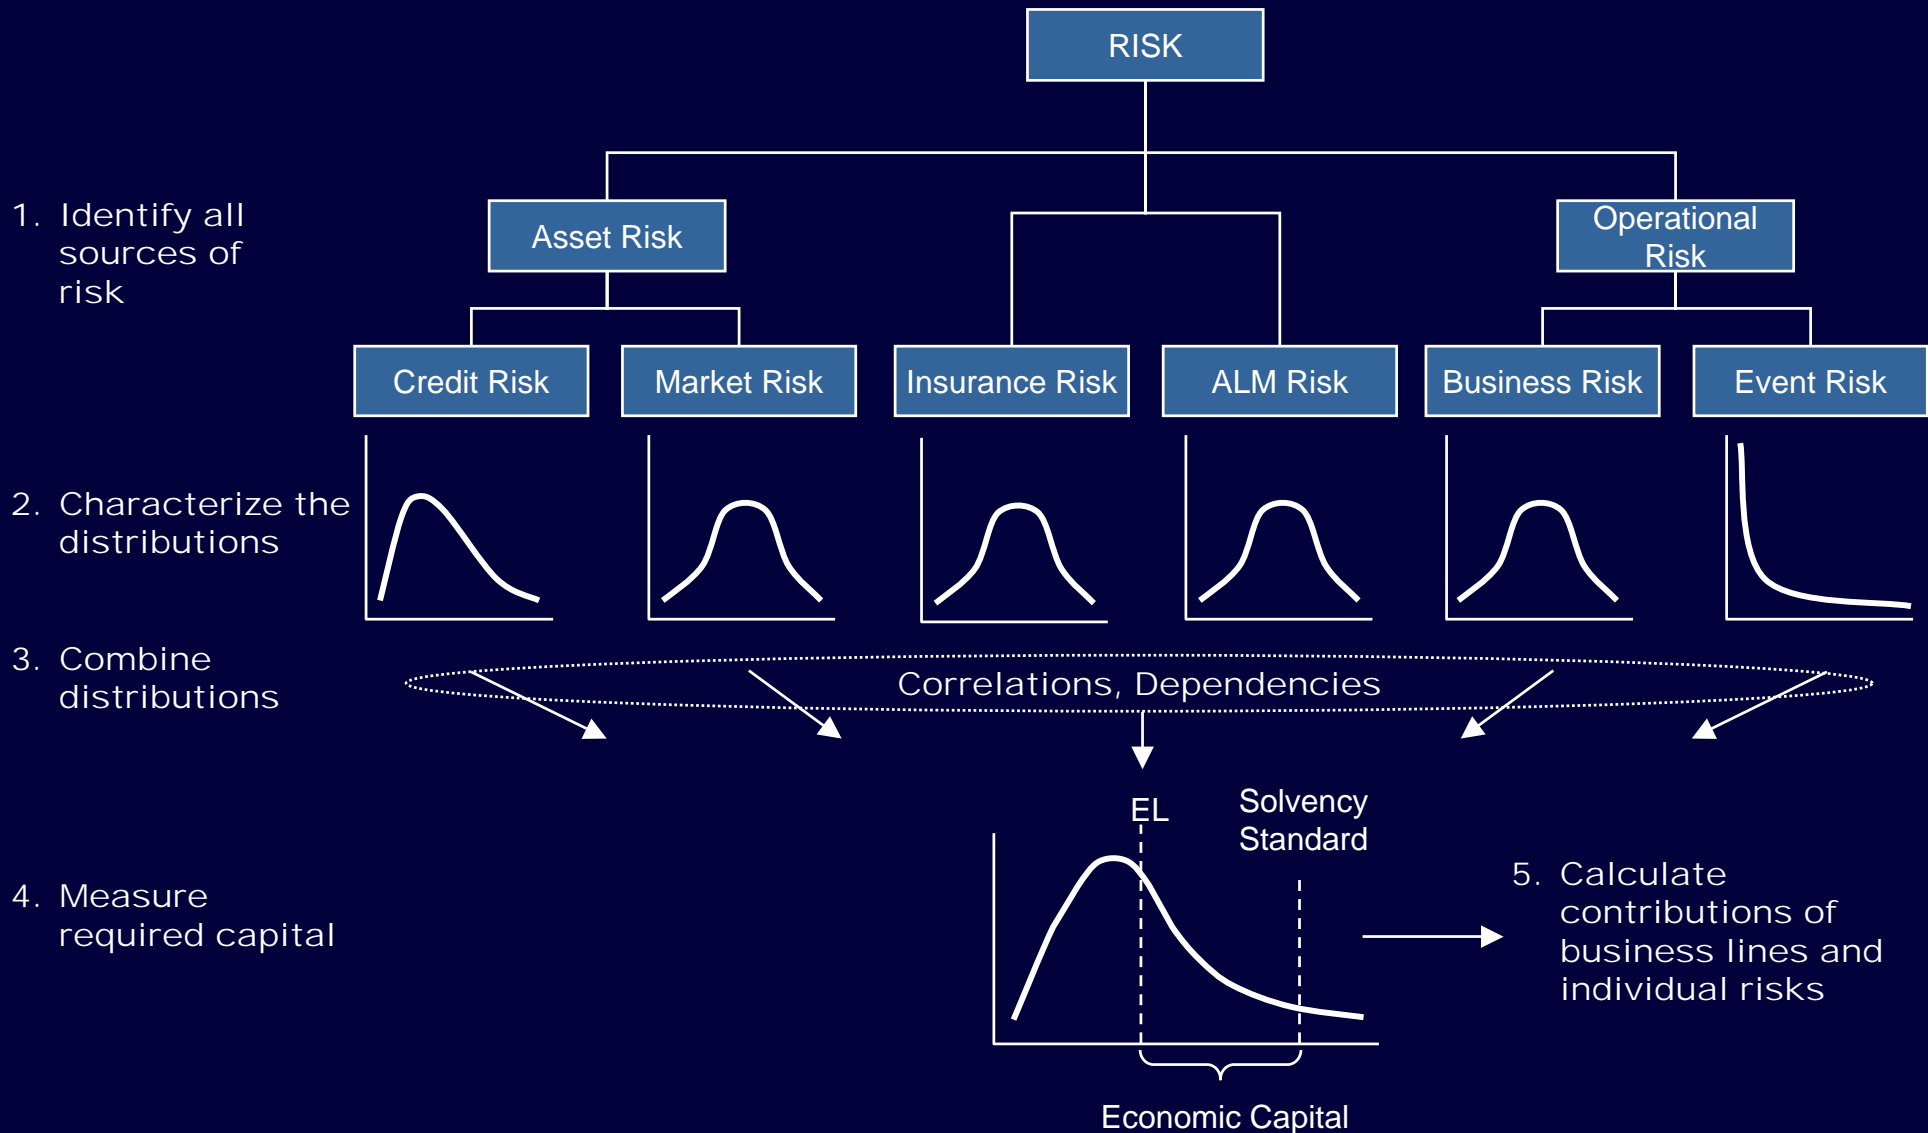 RISK
1. Identify all
sources of
risk
Asset Risk
Operational
Risk
Credit Risk
Market Risk
Insurance Risk
ALM Risk
Business Risk
Event Risk
2. Characterize the
distributions
3. Combine
distributions
Correlations, Dependencies
4. Measure
required capital
EL
Solvency
Standard
5. Calculate
contributions of
business lines and
individual risks
Economic Capital